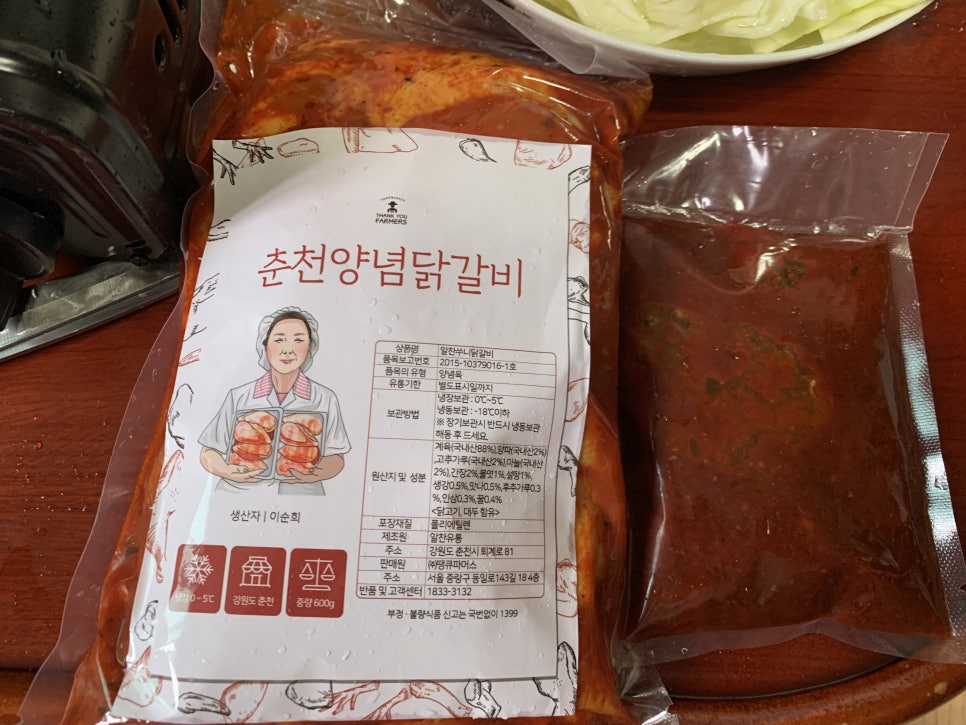 THANK YOU
FARMERS
춘천양념닭갈비
상품명 알찬쑤니닭갈비
품목보고번호 2015-10379016-1호
품목의 유형 양념육
유통기한 별도표시일까지
보관방법 냉장보관 : 0℃~5℃
냉동보관 : -18℃이하
※ 장기보관시 반드시 냉동보관
해동 후 드세요.
원산지 및 성분 계육(국내산88%),양파(국내산2%)
,고추가루(국내산2%),마늘(국내산
2%),간장2%,물엿1%,설탕1%,
생강0.5%,맛나0.5%,후추가루0.3
%,인삼0.3%,꿀0.4%
<닭고기, 대두 함유>
포장재질 폴리에틸렌
제조원 알찬유통
주소 강원도 춘천시 퇴계로 81
판매원 ㈜땡큐파머스
주소 서울 중랑구 동일로143길 18 4층
반품 및 고객센터 1833-3132
부정·불량식품 신고는 국번없이 1399
생산자 | 이순희
냉장0~5℃
강원도 춘천
중량 600g